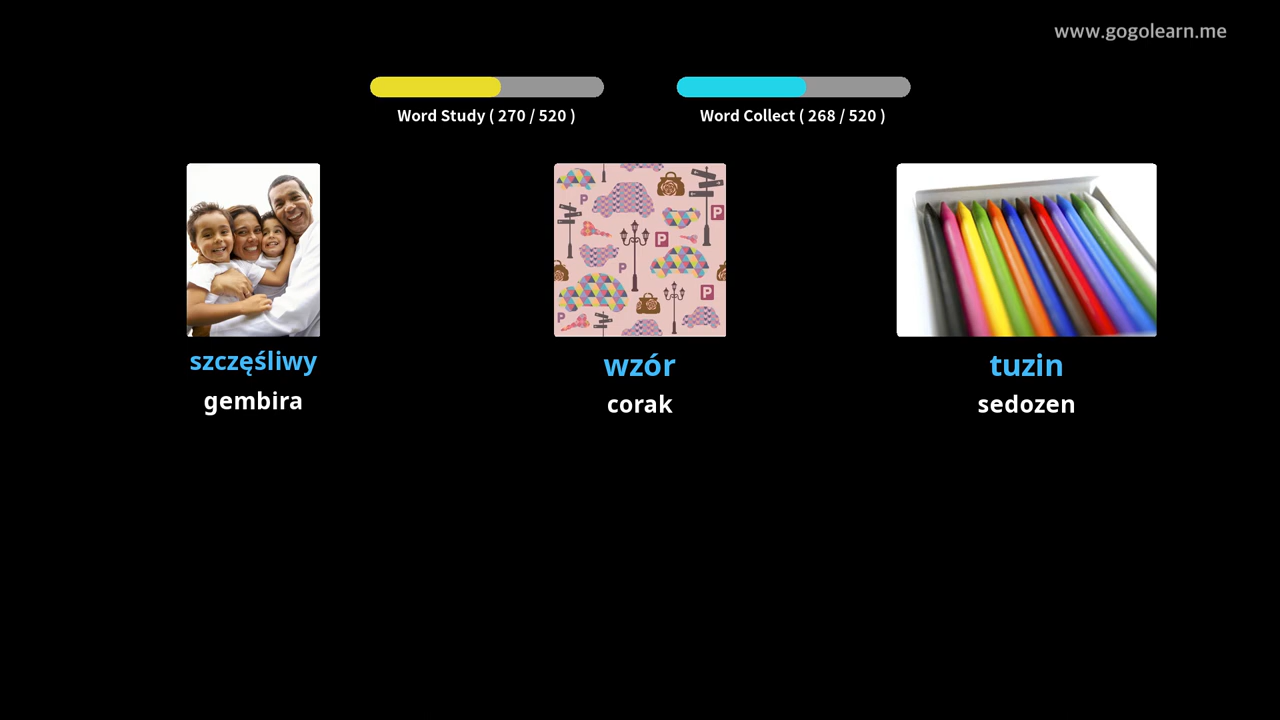 www.gogolearn.me
Word Study ( 270 / 520 )
Word Collect ( 268 / 520 )
P
P
P
P
P
P
szczęśliwy
wzór
tuzin
gembira
corak
sedozen